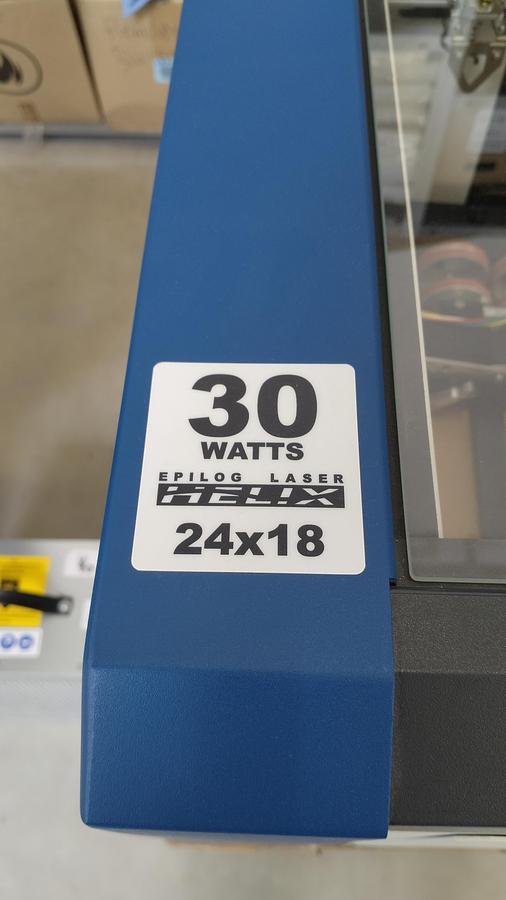 30
WATTS
EPILOG LASER
HELIX
24x18